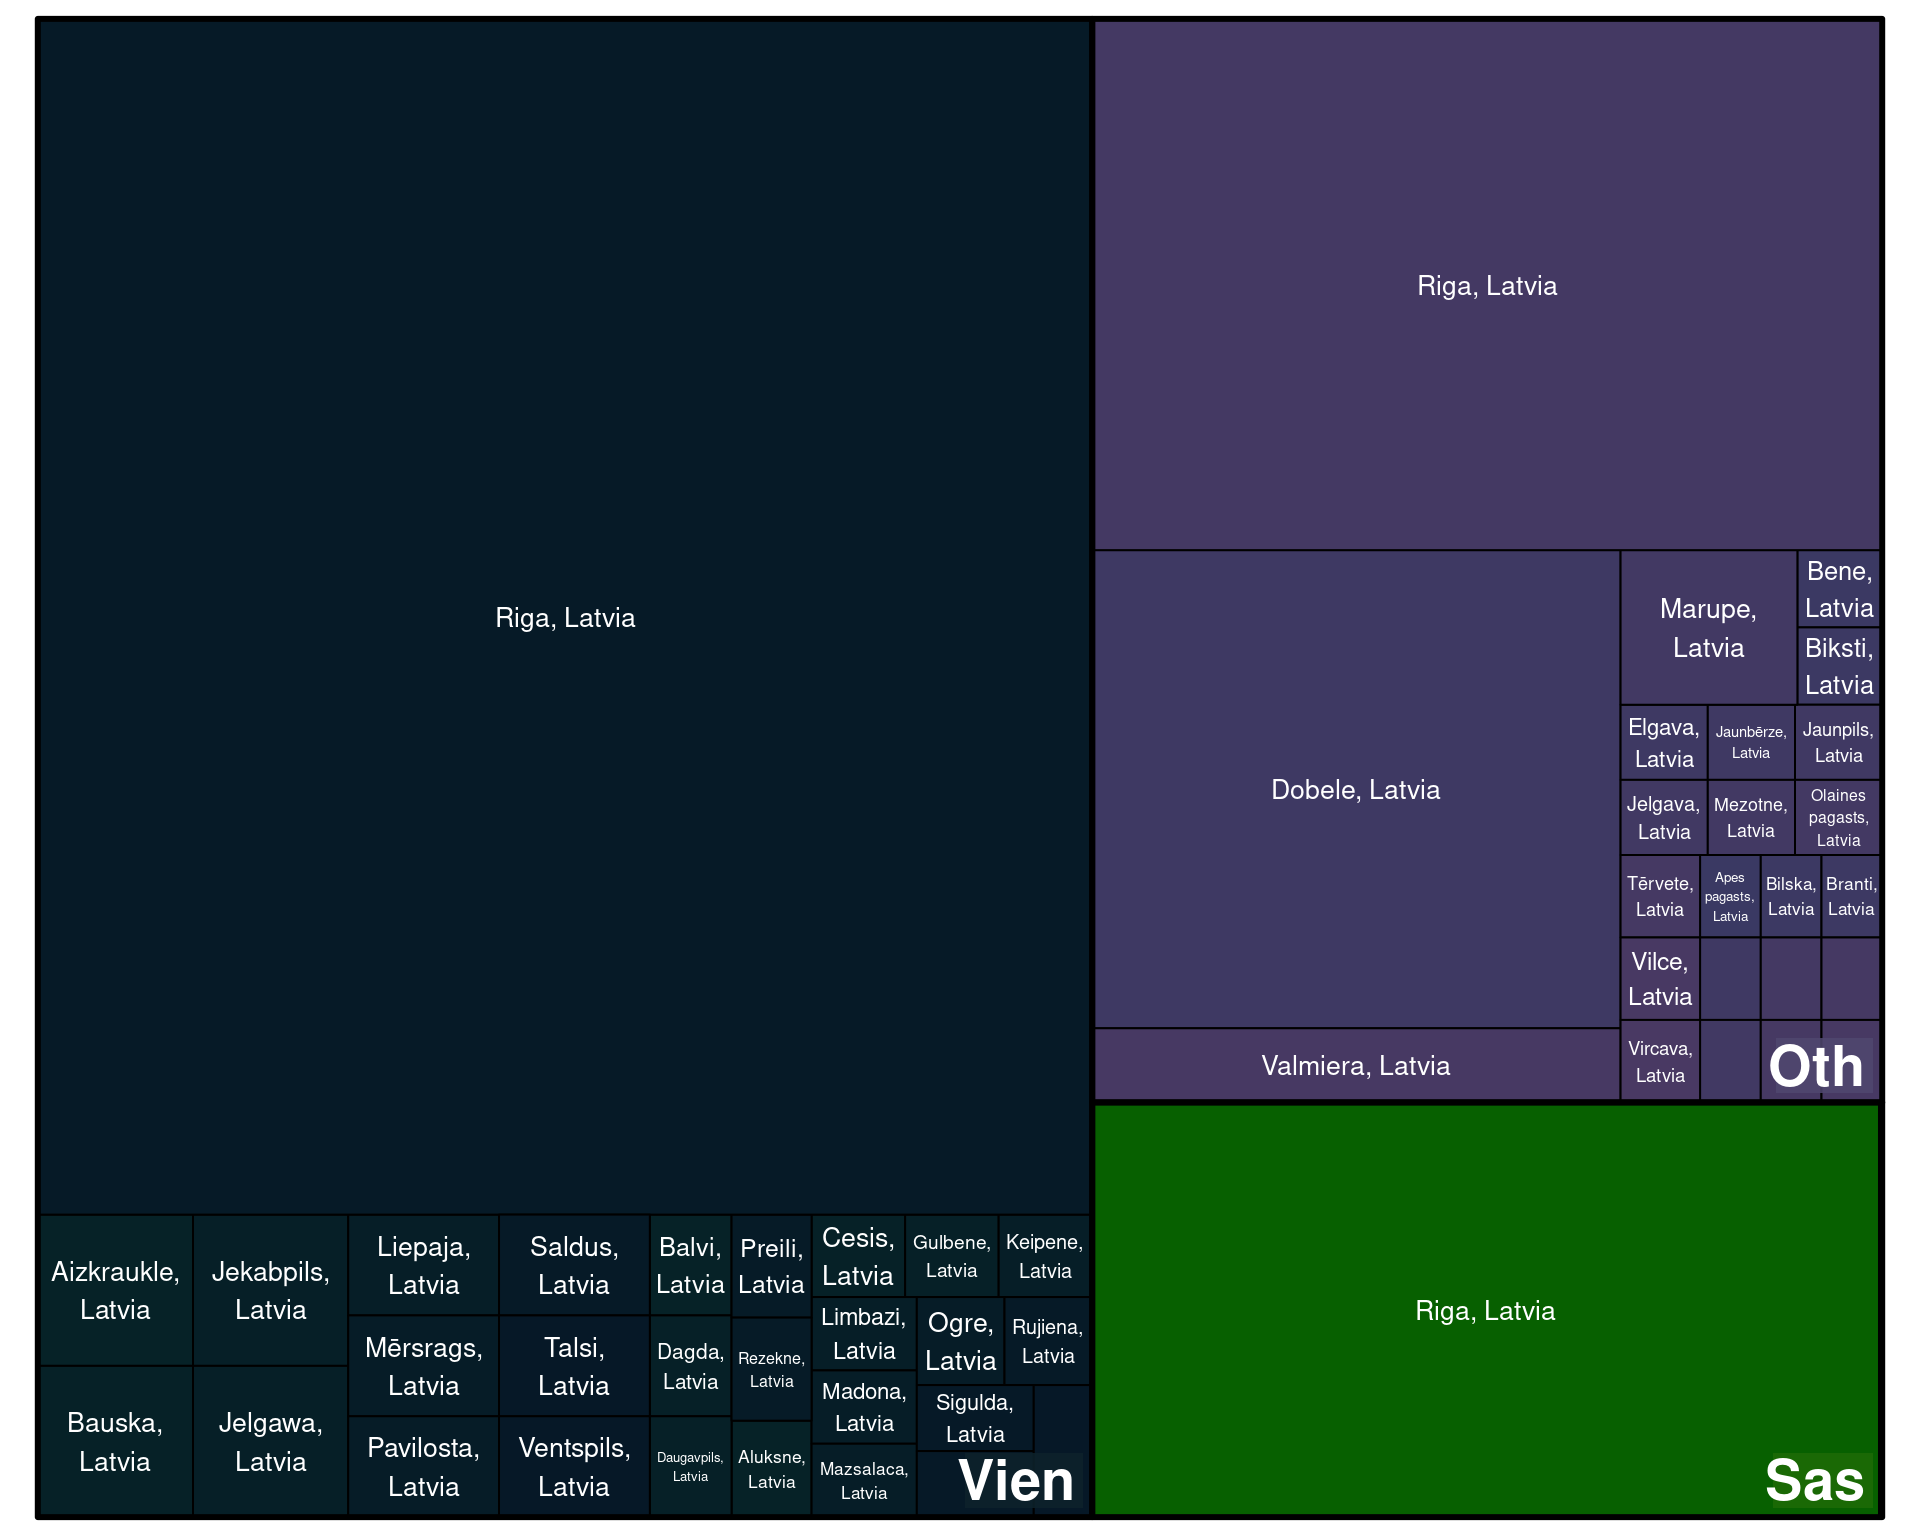 Riga, Latvia
Aizkraukle,
Latvia
Bauska,
Latvia
Jekabpils,
Latvia
Jelgawa,
Latvia
Liepaja,
Latvia
Mērsrags,
Latvia
Pavilosta,
Latvia
Saldus,
Latvia
Talsi,
Latvia
Ventspils,
Latvia
Balvi,
Latvia
Dagda,
Latvia
Daugavpils,
Latvia
Preili,
Latvia
Rezekne,
Latvia
Aluksne,
Latvia
Cesis,
Latvia
Gulbene,
Latvia
Keipene,
Latvia
Limbazi,
Latvia
Madona,
Latvia
Mazsalaca,
Latvia
Ogre,
Latvia
Rujiena,
Latvia
Sigulda,
Latvia
Vien
Riga, Latvia
Dobele, Latvia
Valmiera, Latvia
Marupe,
Latvia
Bene,
Latvia
Biksti,
Latvia
Elgava,
Latvia
Jaunbērze,
Latvia
Jaunpils,
Latvia
Jelgava,
Latvia
Mezotne,
Latvia
Olaines
pagasts,
Latvia
Tērvete,
Latvia
Apes
pagasts,
Latvia
Bilska,
Latvia
Branti,
Latvia
Vilce,
Latvia
Vircava,
Latvia
Oth
Riga, Latvia
Sas